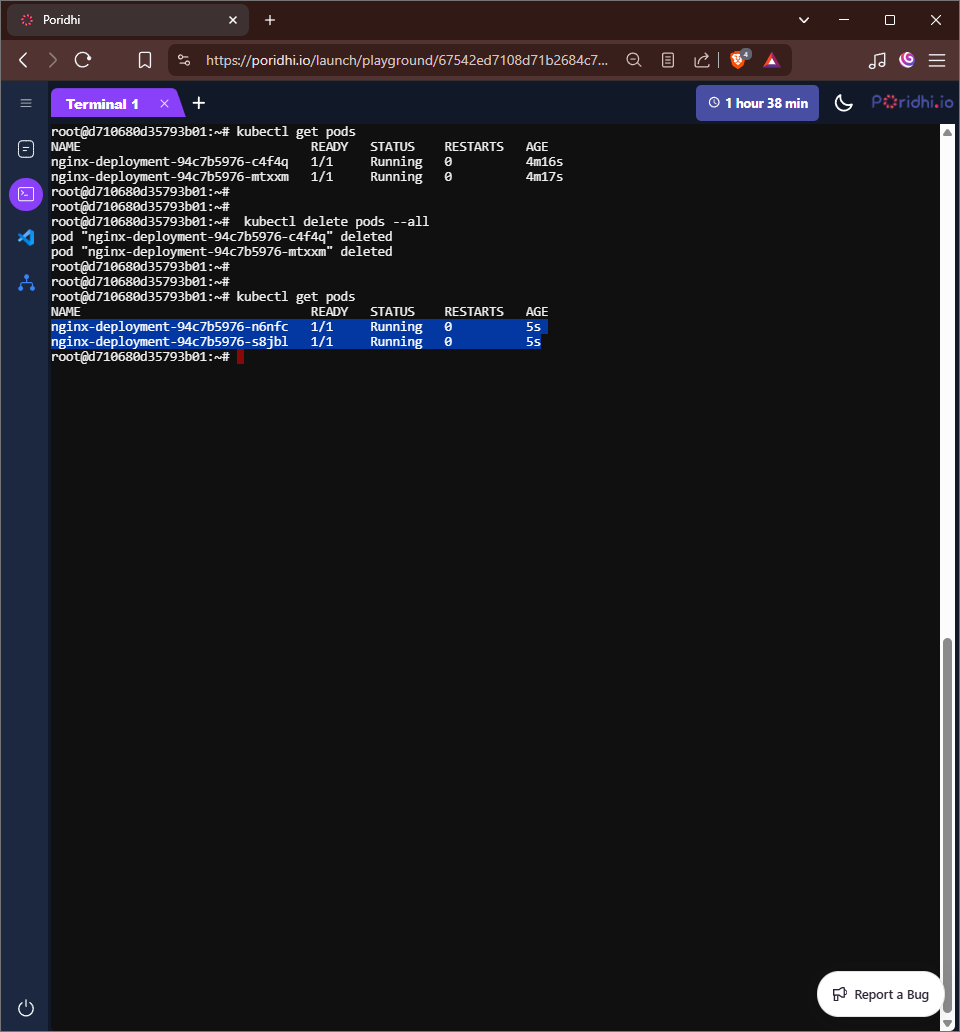 Poridhi
https://poridhi.io/launch/playground/67542ed7108d71b2684c7...
4
Terminal 1
1 hour 38 min
Poridhi.io
root@d710680d35793b01:~# kubectl get pods
NAME                               READY   STATUS    RESTARTS   AGE
nginx-deployment-94c7b5976-c4f4q   1/1     Running   0          4m16s
nginx-deployment-94c7b5976-mtxxm   1/1     Running   0          4m17s
root@d710680d35793b01:~#
root@d710680d35793b01:~#
root@d710680d35793b01:~#  kubectl delete pods --all
pod "nginx-deployment-94c7b5976-c4f4q" deleted
pod "nginx-deployment-94c7b5976-mtxxm" deleted
root@d710680d35793b01:~#
root@d710680d35793b01:~#
root@d710680d35793b01:~# kubectl get pods
NAME                               READY   STATUS    RESTARTS   AGE
nginx-deployment-94c7b5976-n6nfc   1/1     Running   0          5s
nginx-deployment-94c7b5976-s8jbl   1/1     Running   0          5s
root@d710680d35793b01:~#
Report a Bug